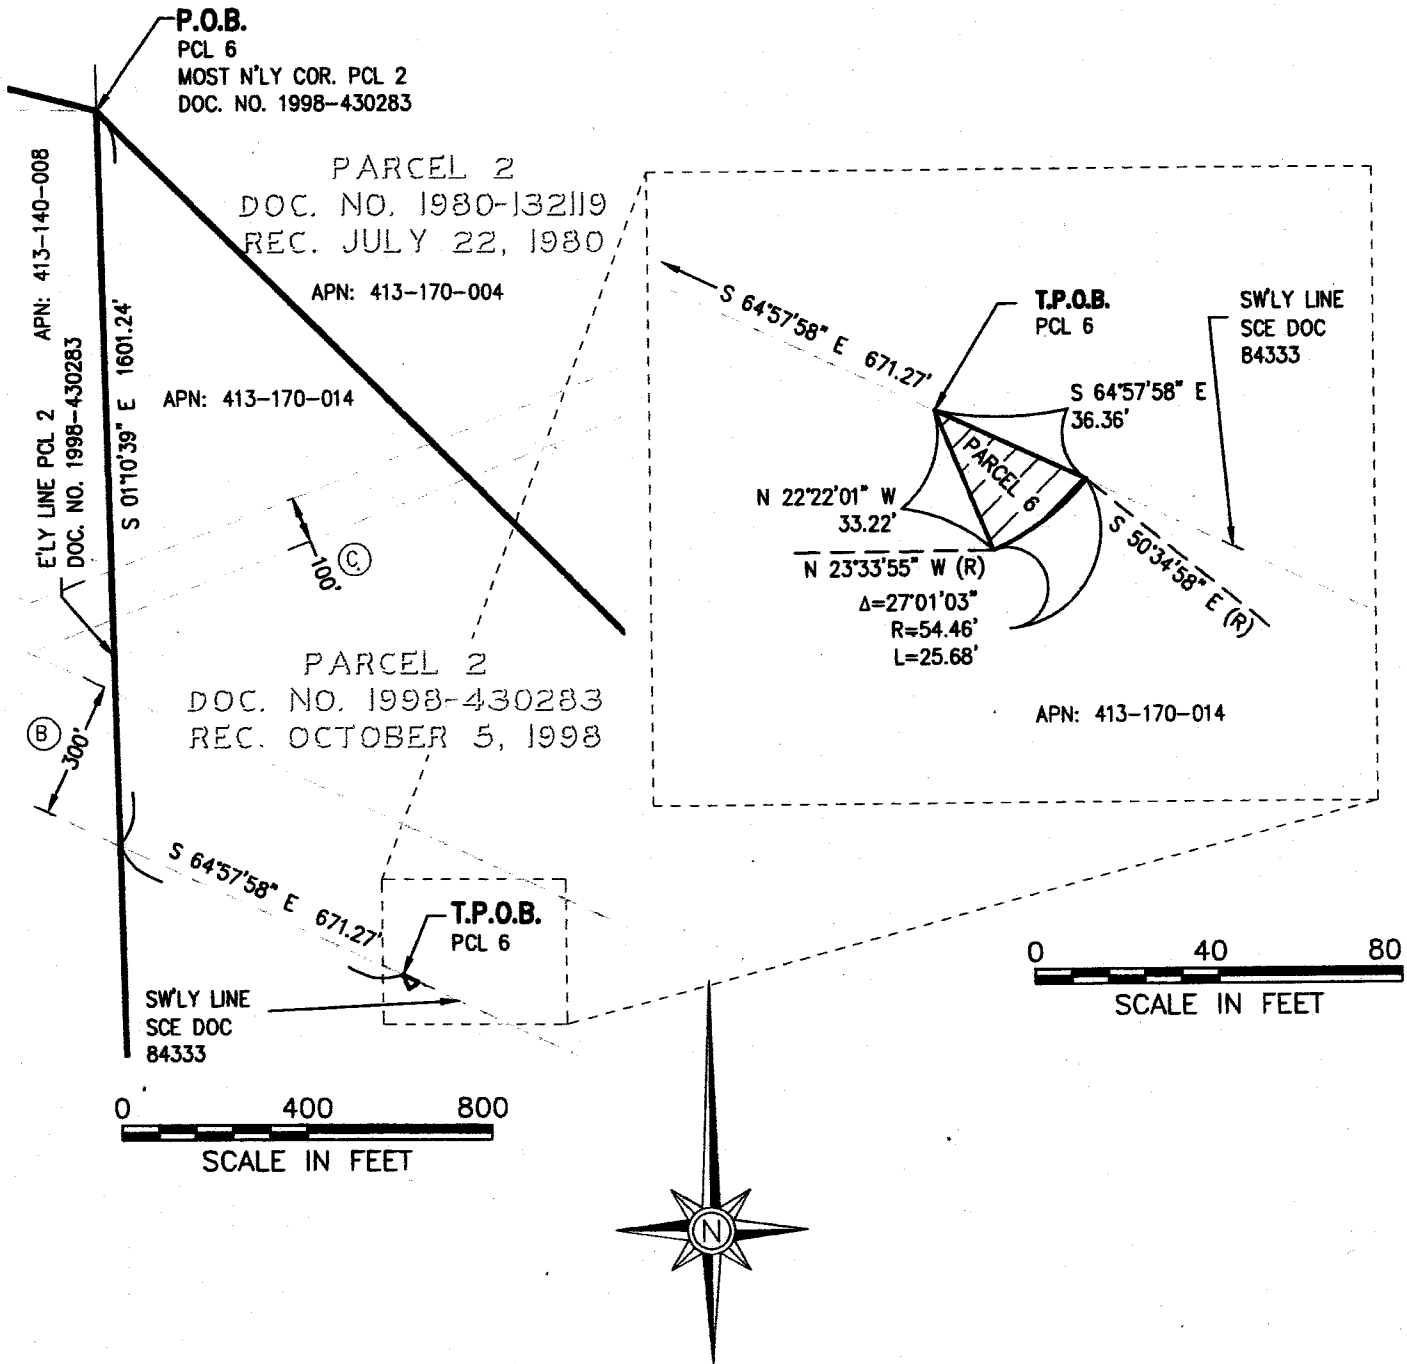 P.O.B.
PCL 6
MOST N'LY COR. PCL 2
DOC. NO. 1998-430283
PARCEL 2
DOC. NO. 1980-132119
REC. JULY 22, 1980
APN: 413-170-004
APN: 413-140-008
E'LY LINE PCL 2
DOC. NO. 1998-430283
S 01°10'39" E 1601.24'
APN: 413-170-014
100'
C
PARCEL 2
DOC. NO. 1998-430283
REC. OCTOBER 5, 1998
B
300'
S 64°57'58" E 671.27'
T.P.O.B.
PCL 6
SW'LY LINE
SCE DOC
84333
0 400 800
SCALE IN FEET
S 64°57'58" E 671.27'
T.P.O.B.
PCL 6
SW'LY LINE
SCE DOC
84333
S 64°57'58" E
36.36'
PARCEL 6
N 22°22'01" W
33.22'
N 23°33'55" W (R)
Δ=27°01'03"
R=54.46'
L=25.68'
S 50°34'58" E (R)
APN: 413-170-014
0 40 80
SCALE IN FEET
N